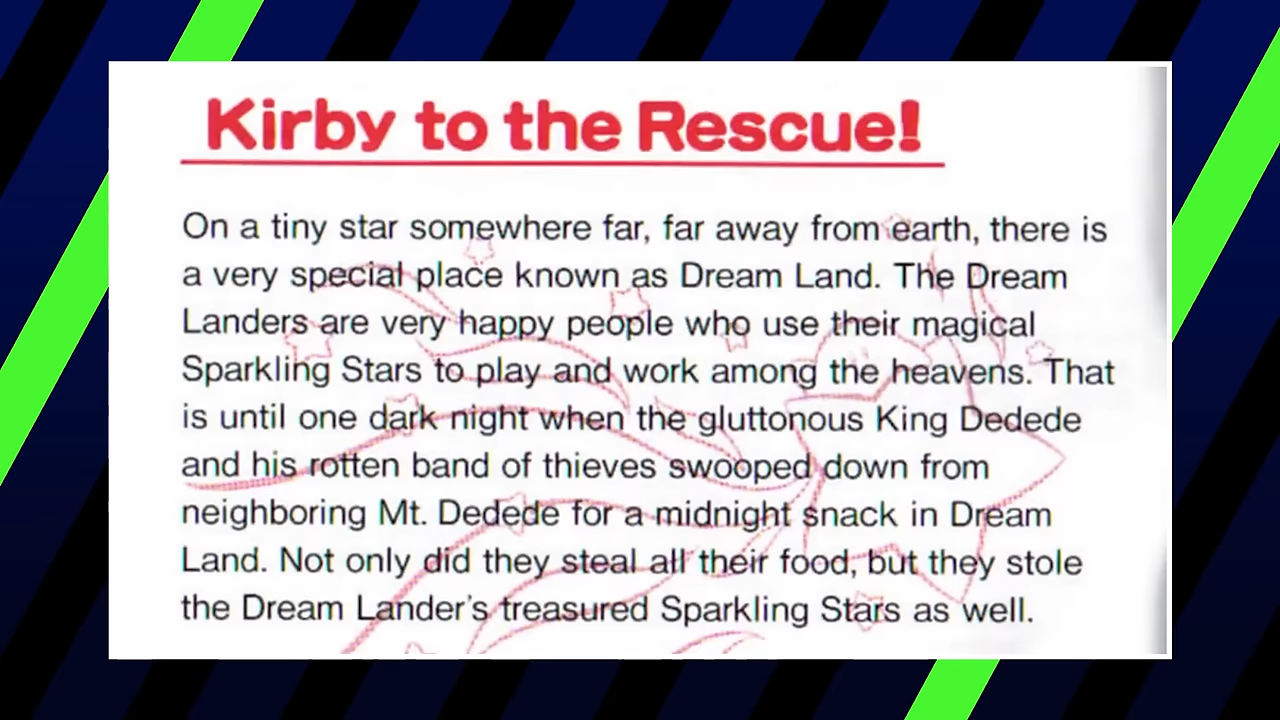 Kirby to the Rescue!
On a tiny star somewhere far, far away from earth, there is
a very special place known as Dream Land. The Dream
Landers are very happy people who use their magical
Sparkling Stars to play and work among the heavens. That
is until one dark night when the gluttonous King Dedede
and his rotten band of thieves swooped down from
neighboring Mt. Dedede for a midnight snack in Dream
Land. Not only did they steal all their food, but they stole
the Dream Lander's treasured Sparkling Stars as well.